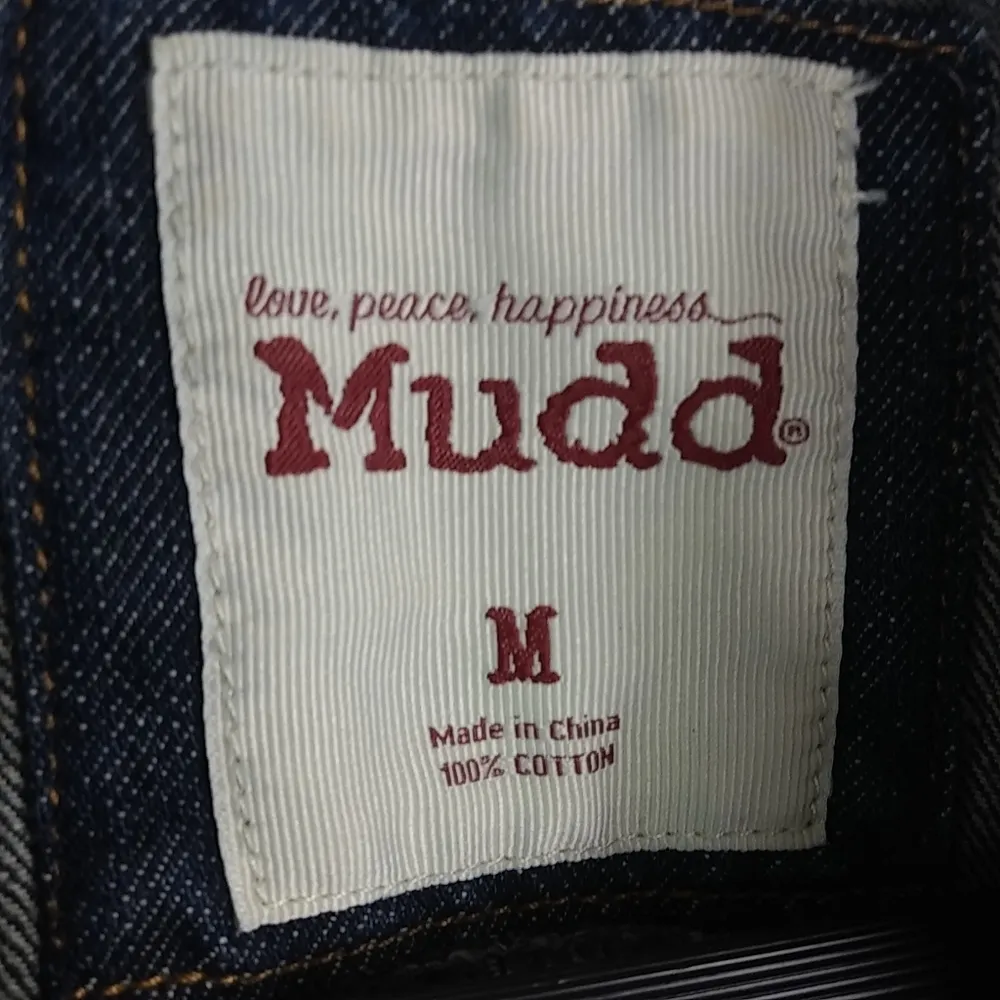 love, peace, happiness
Mudd®
M
Made in China
100% COTTON